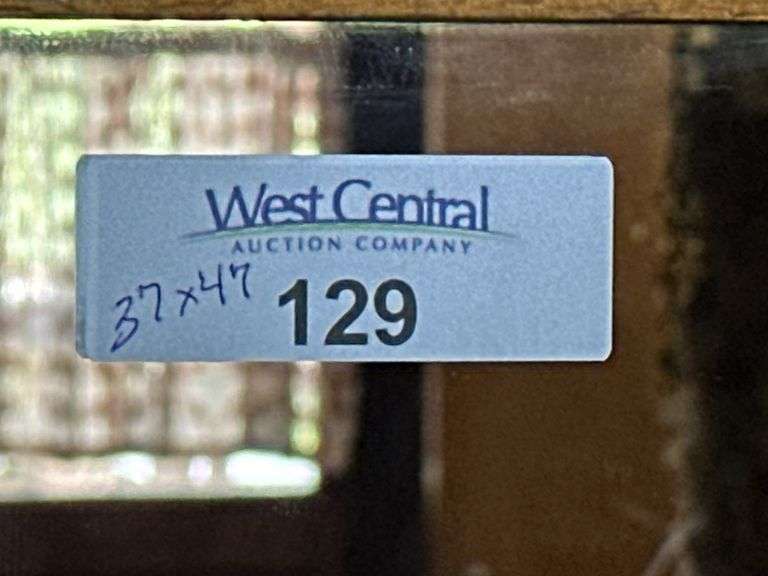 West Central
AUCTION COMPANY
37x47
129